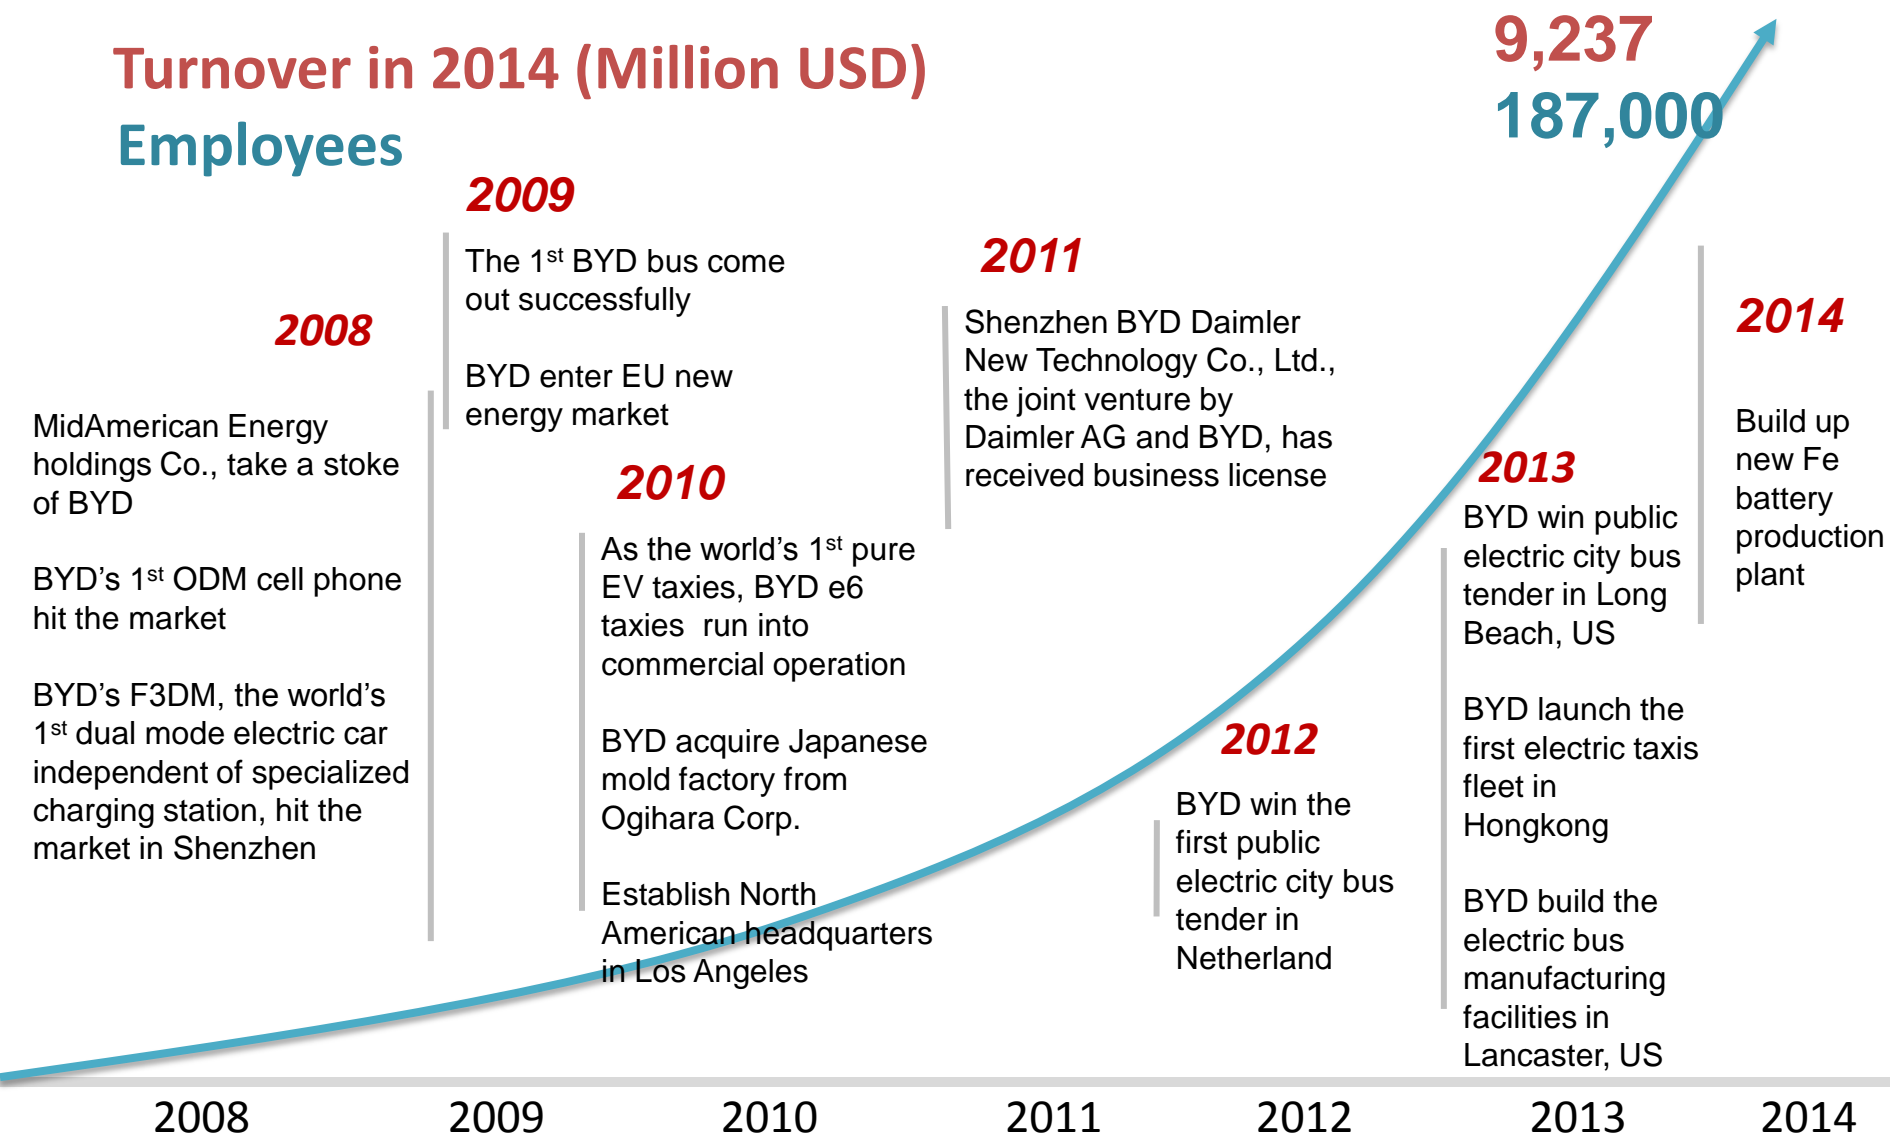 Turnover in 2014 (Million USD)
9,237
Employees
187,000
2008
MidAmerican Energy
holdings Co., take a stoke
of BYD
BYD’s 1st ODM cell phone
hit the market
BYD’s F3DM, the world’s
1st dual mode electric car
independent of specialized
charging station, hit the
market in Shenzhen
2009
The 1st BYD bus come
out successfully
BYD enter EU new
energy market
2010
As the world’s 1st pure
EV taxies, BYD e6
taxies run into
commercial operation
BYD acquire Japanese
mold factory from
Ogihara Corp.
Establish North
American headquarters
in Los Angeles
2011
Shenzhen BYD Daimler
New Technology Co., Ltd.,
the joint venture by
Daimler AG and BYD, has
received business license
2012
BYD win the
first public
electric city bus
tender in
Netherland
2013
BYD win public
electric city bus
tender in Long
Beach, US
BYD launch the
first electric taxis
fleet in
Hongkong
BYD build the
electric bus
manufacturing
facilities in
Lancaster, US
2014
Build up
new Fe
battery
production
plant
2008 2009 2010 2011 2012 2013 2014